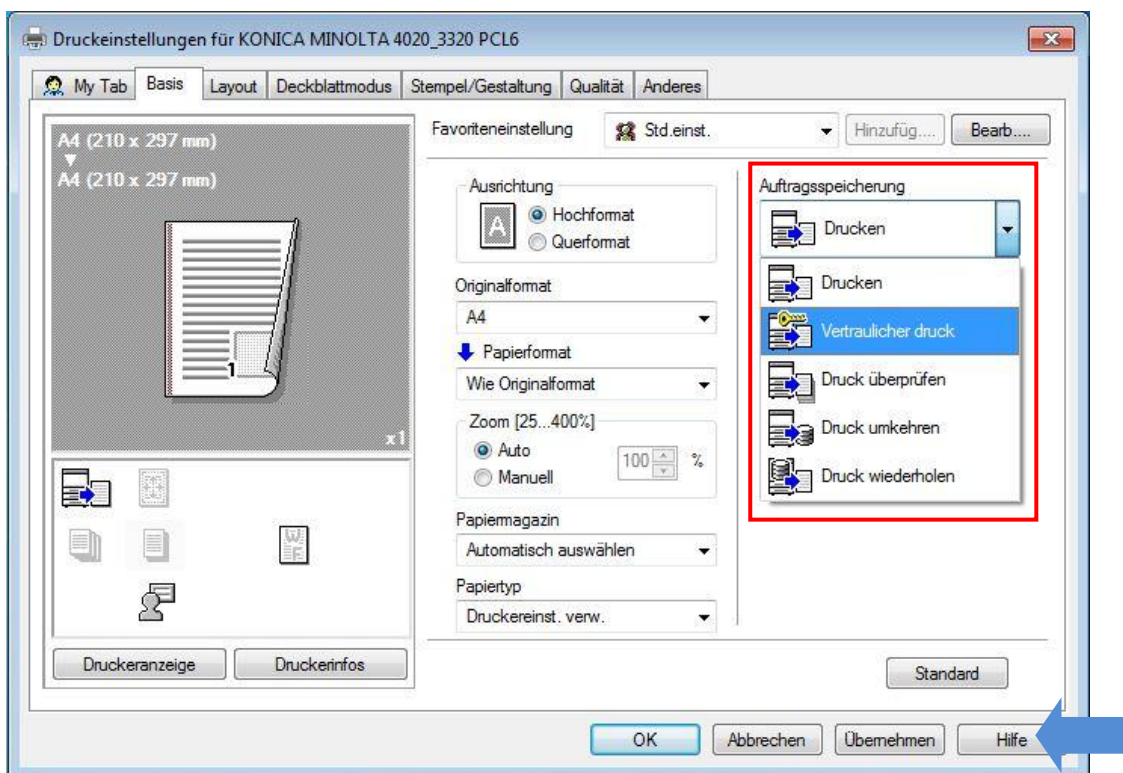 Druckeinstellungen für KONICA MINOLTA 4020_3320 PCL6
My Tab Basis Layout Deckblattmodus Stempel/Gestaltung Qualität Anderes
A4 (210 x 297 mm)
A4 (210 x 297 mm)
1
x1
Druckeranzeige Druckerinfos
Favoriteneinstellung Std.einst. Hinzufüg.... Bearb....
Ausrichtung
A
Hochformat
Querformat
Originalformat
A4
Papierformat
Wie Originalformat
Zoom [25...400%]
Auto
Manuell
100 %
Papiermagazin
Automatisch auswählen
Papiertyp
Druckereinst. verw.
Auftragsspeicherung
Drucken
Drucken
Vertraulicher druck
Druck überprüfen
Druck umkehren
Druck wiederholen
Standard
OK Abbrechen Übernehmen Hilfe